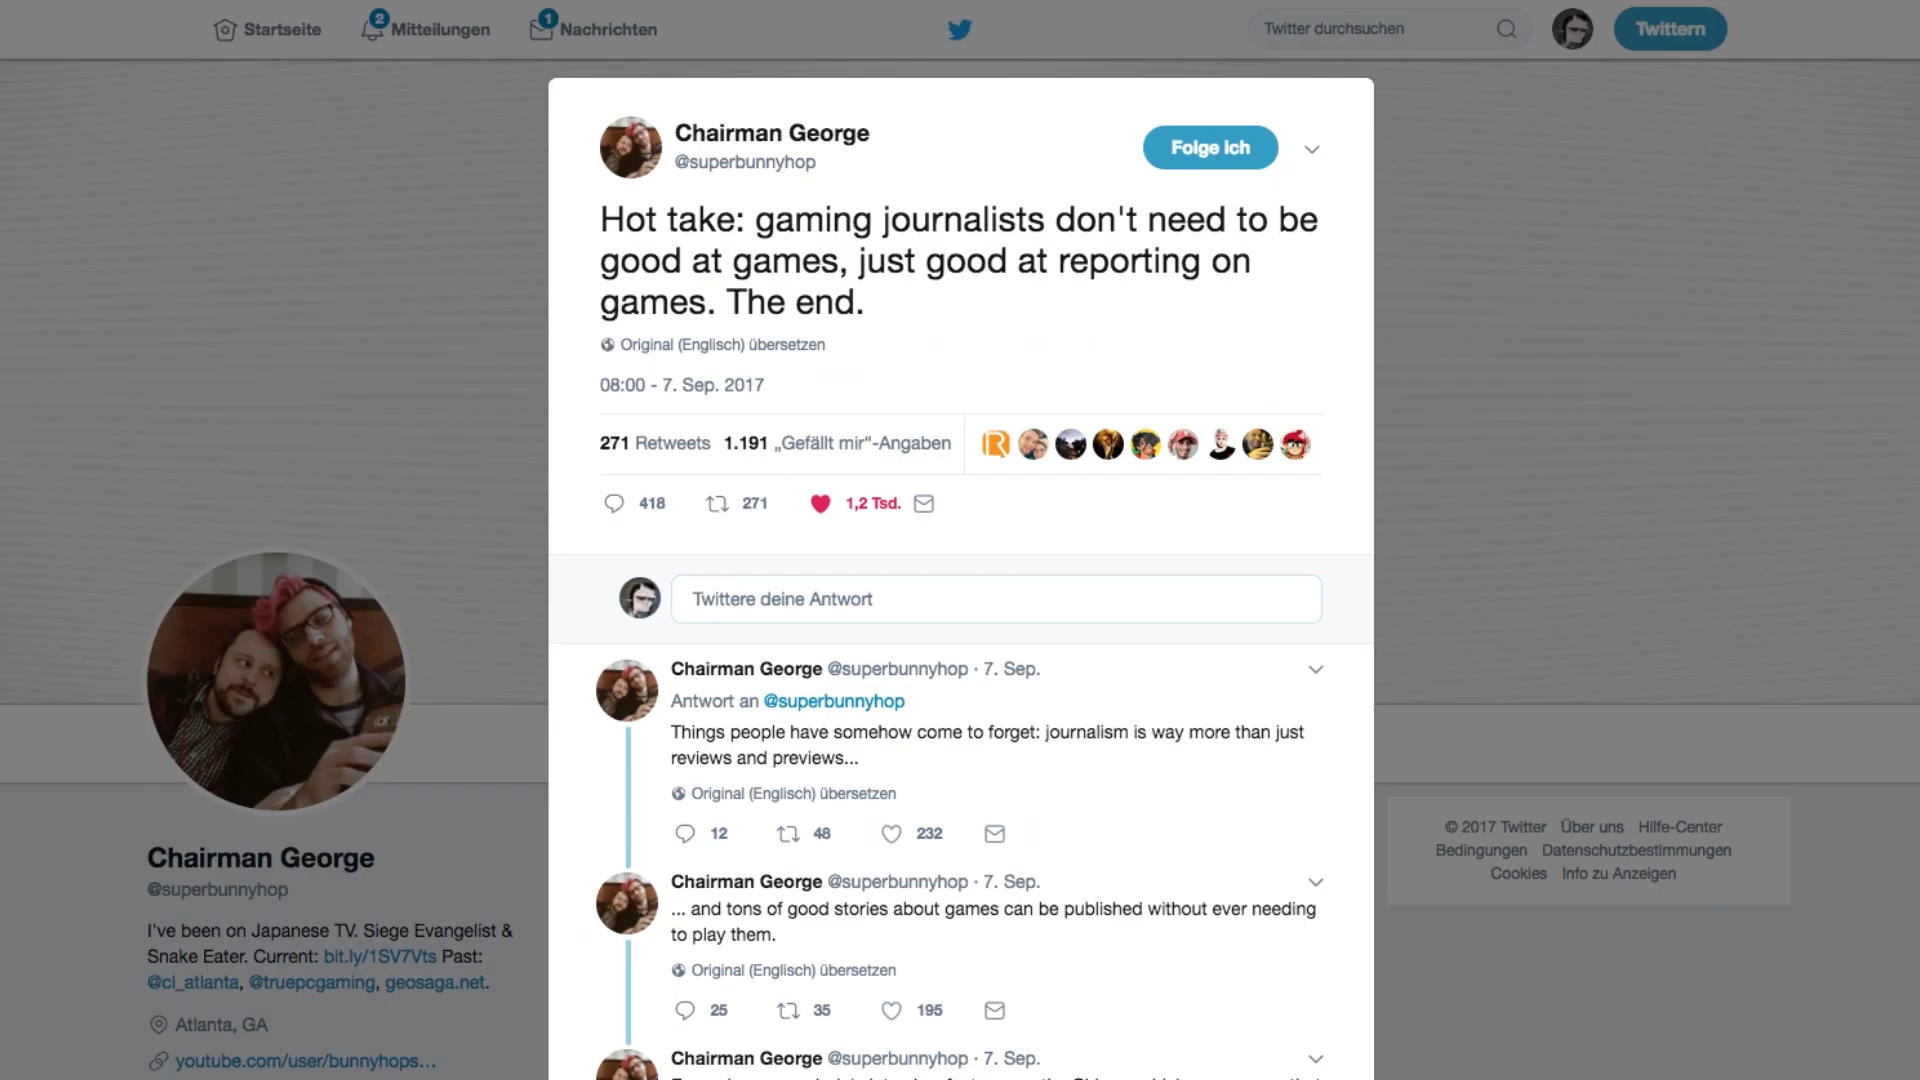 Startseite
2
Mitteilungen
1
Nachrichten
Twitter durchsuchen
Twittern
Chairman George
@superbunnyhop
Folge ich
Hot take: gaming journalists don't need to be
good at games, just good at reporting on
games. The end.
Original (Englisch) übersetzen
08:00 - 7. Sep. 2017
271 Retweets 1.191 „Gefällt mir“-Angaben
418 271 1,2 Tsd.
Twittere deine Antwort
Chairman George @superbunnyhop · 7. Sep.
Antwort an @superbunnyhop
Things people have somehow come to forget: journalism is way more than just
reviews and previews...
Original (Englisch) übersetzen
12 48 232
Chairman George @superbunnyhop · 7. Sep.
... and tons of good stories about games can be published without ever needing
to play them.
Original (Englisch) übersetzen
25 35 195
Chairman George @superbunnyhop · 7. Sep.
Chairman George
@superbunnyhop
I've been on Japanese TV. Siege Evangelist &
Snake Eater. Current: bit.ly/1SV7Vts Past:
@cl_atlanta, @truepcgaming, geosaga.net.
Atlanta, GA
youtube.com/user/bunnyhops…
© 2017 Twitter Über uns Hilfe-Center
Bedingungen Datenschutzbestimmungen
Cookies Info zu Anzeigen